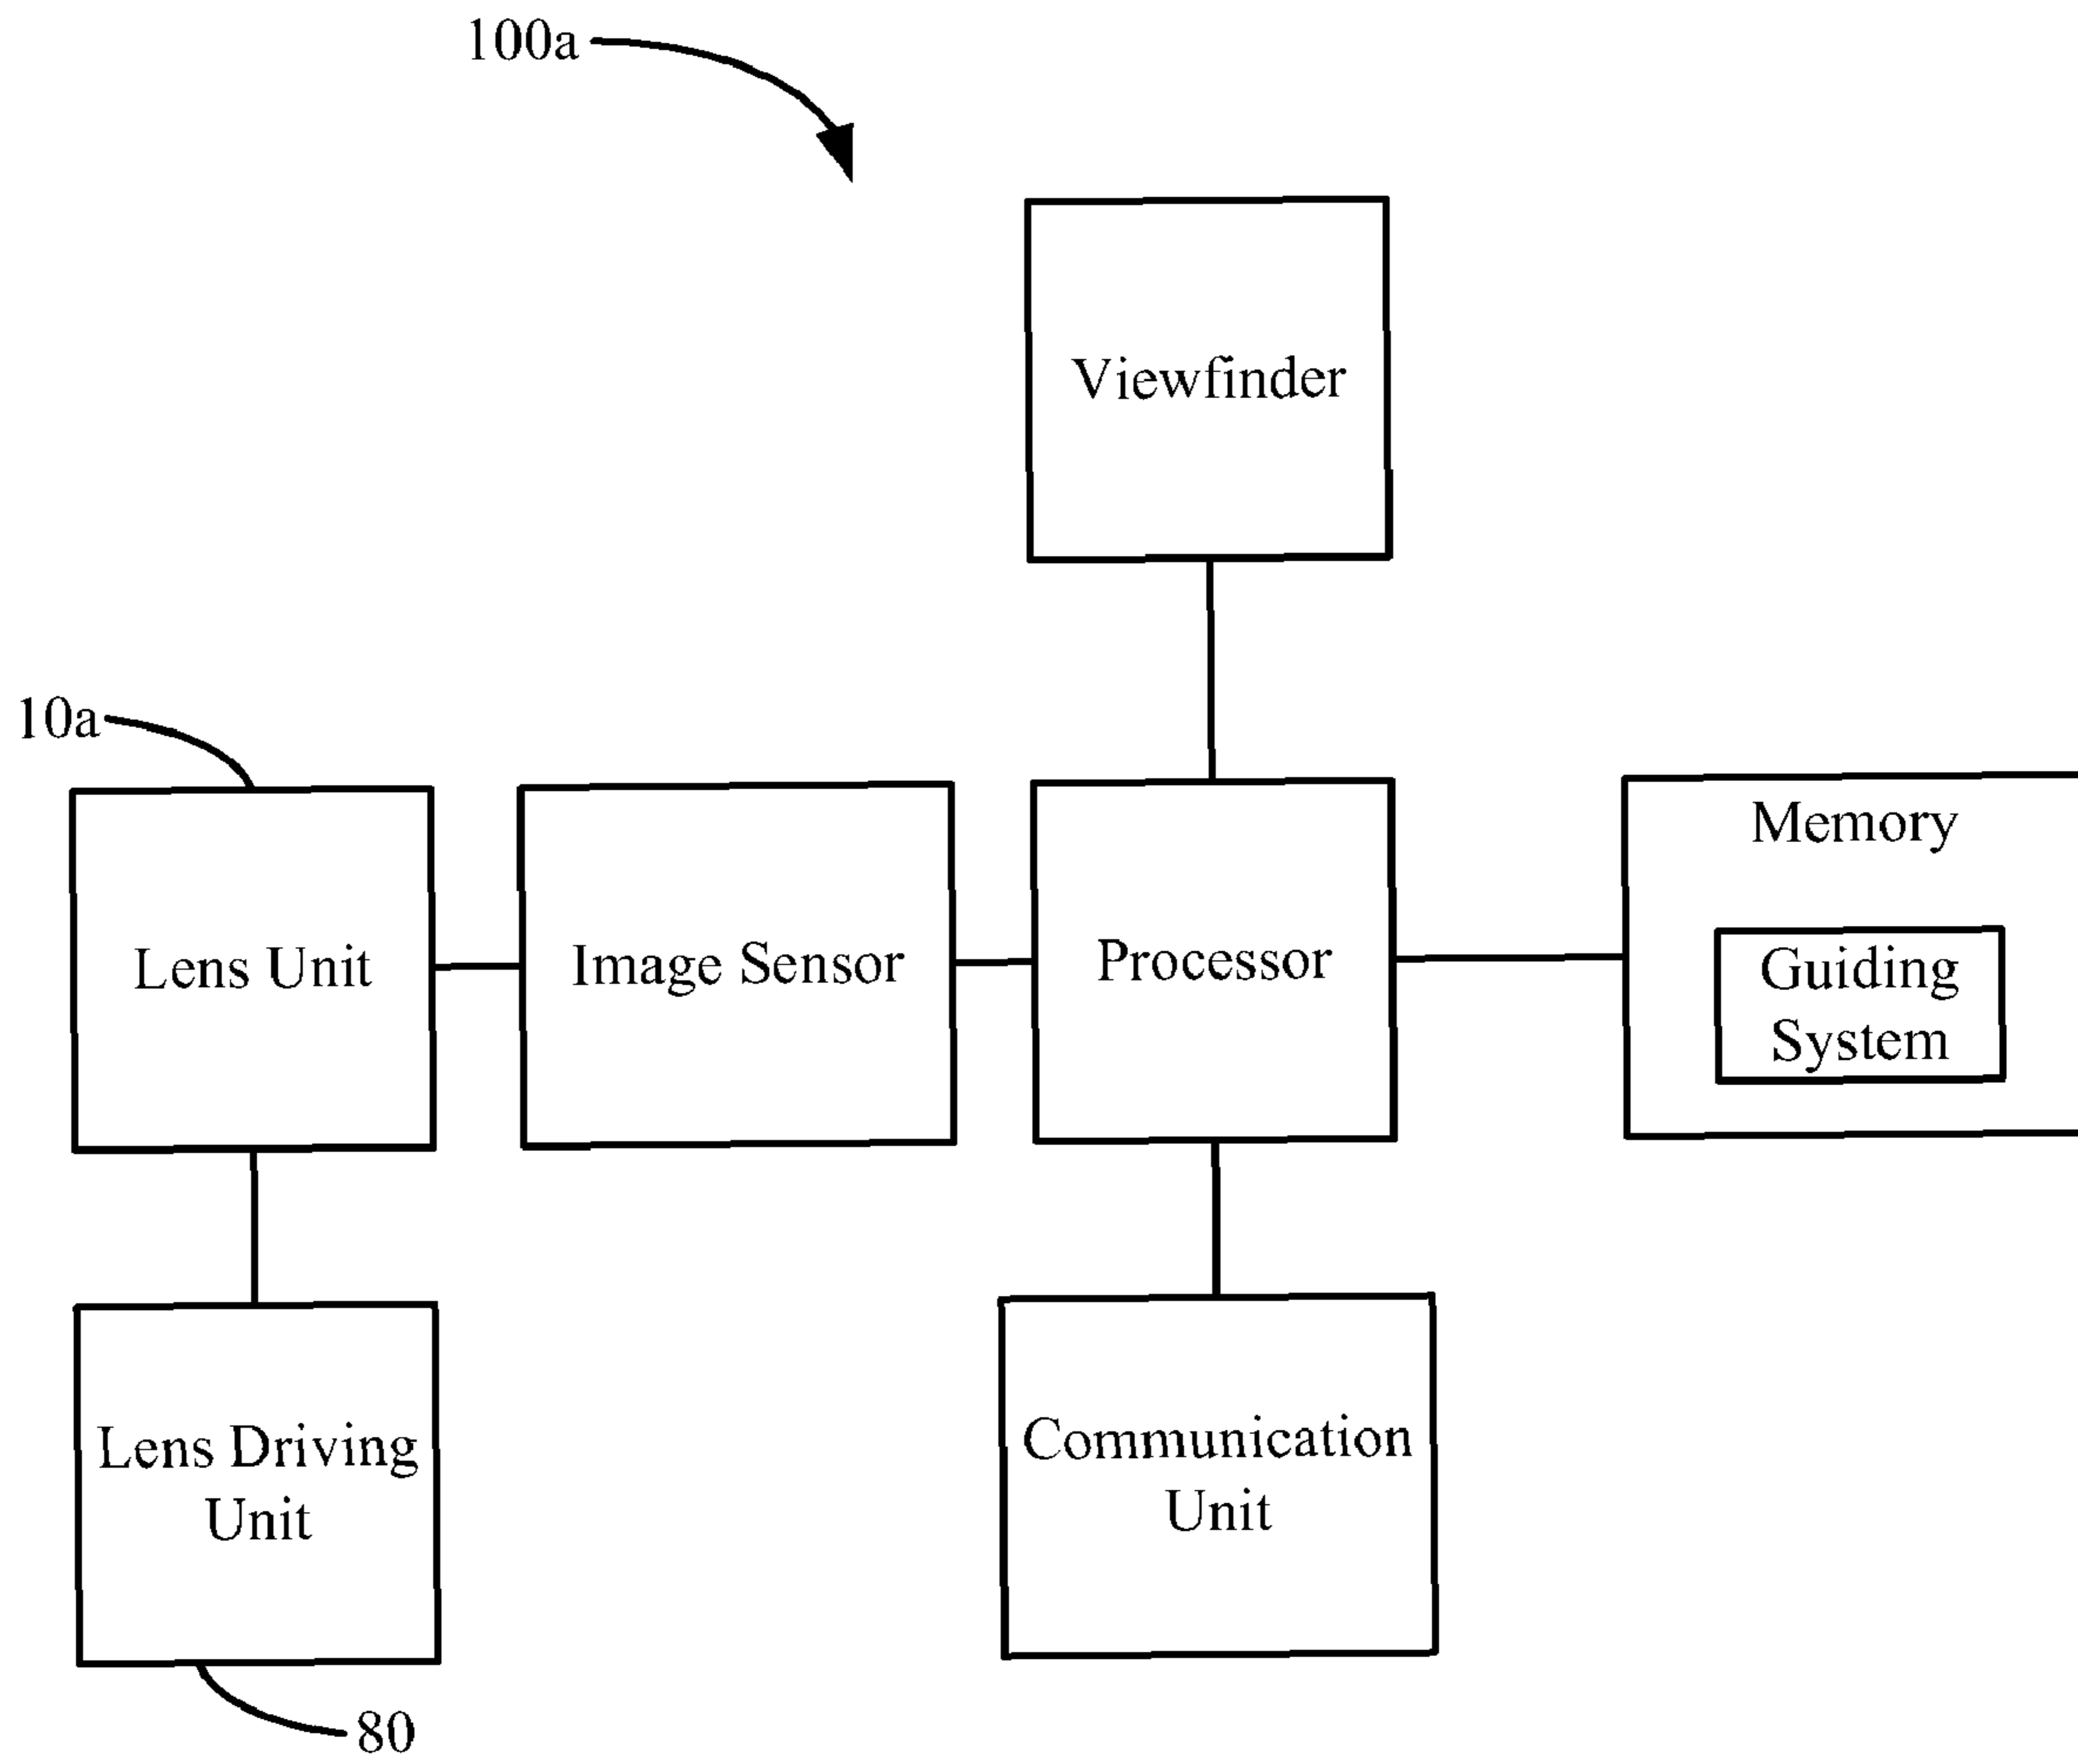 100a
Viewfinder
10a
Lens Unit
Image Sensor
Processor
Memory
Guiding
System
Lens Driving
Unit
Communication
Unit
80